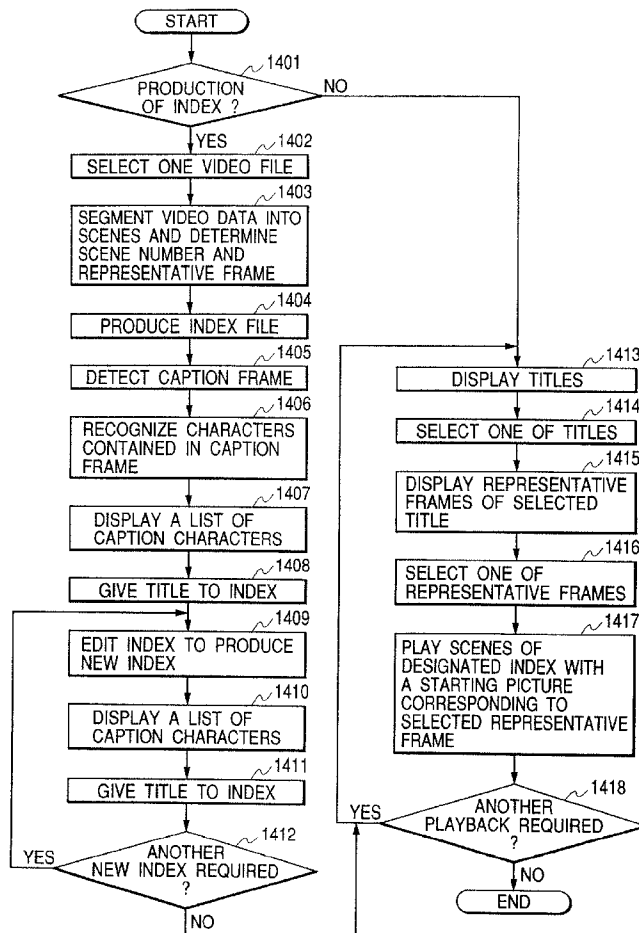 START
1401
PRODUCTION
OF INDEX ?
NO
YES
1402
SELECT ONE VIDEO FILE
1403
SEGMENT VIDEO DATA INTO
SCENES AND DETERMINE
SCENE NUMBER AND
REPRESENTATIVE FRAME
1404
PRODUCE INDEX FILE
1405
DETECT CAPTION FRAME
1406
RECOGNIZE CHARACTERS
CONTAINED IN CAPTION
FRAME
1407
DISPLAY A LIST OF
CAPTION CHARACTERS
1408
GIVE TITLE TO INDEX
1409
EDIT INDEX TO PRODUCE
NEW INDEX
1410
DISPLAY A LIST OF
CAPTION CHARACTERS
1411
GIVE TITLE TO INDEX
1412
YES
ANOTHER
NEW INDEX REQUIRED
?
NO
1413
DISPLAY TITLES
1414
SELECT ONE OF TITLES
1415
DISPLAY REPRESENTATIVE
FRAMES OF SELECTED
TITLE
1416
SELECT ONE OF
REPRESENTATIVE FRAMES
1417
PLAY SCENES OF
DESIGNATED INDEX WITH
A STARTING PICTURE
CORRESPONDING TO
SELECTED REPRESENTATIVE
FRAME
1418
YES
ANOTHER
PLAYBACK REQUIRED
?
NO
END